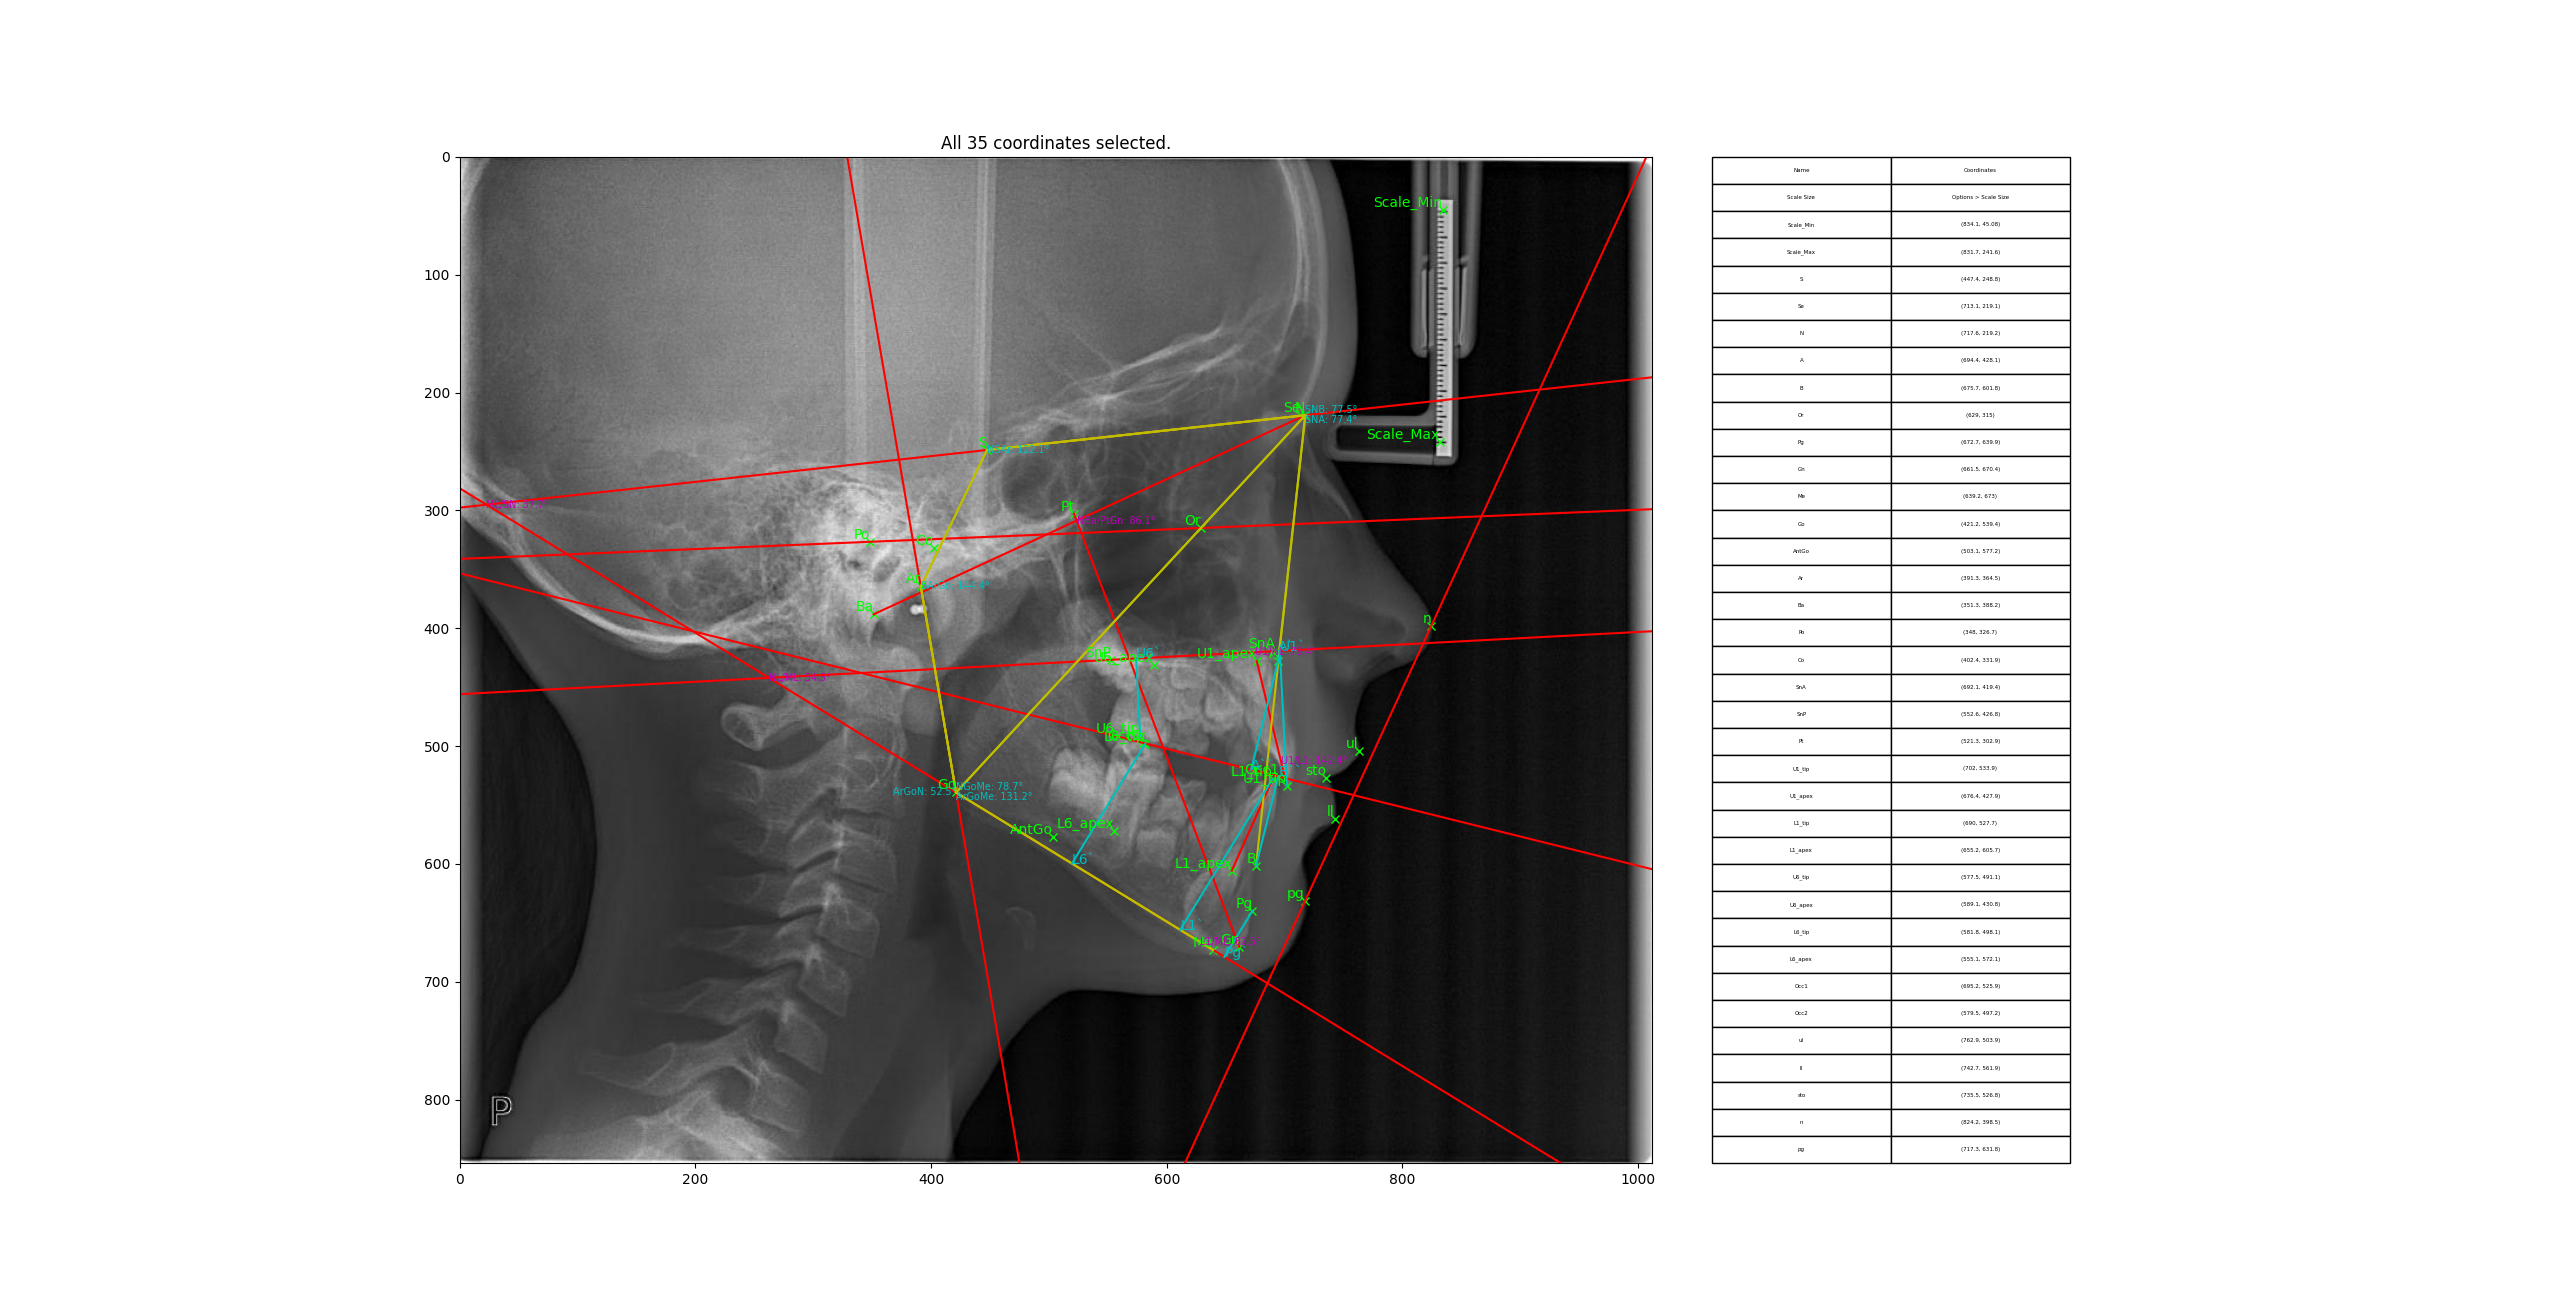 All 35 coordinates selected.
0
100
200
300
400
500
600
700
800
0
200
400
600
800
1000
Scale_Min
Scale_Max
SNB: 77.5°
SNA: 77.4°
Pt
Or
Po
Co
Ar
Ba
n
SnA
U1_apex
U6`
ul
sto
ll
Go
NGoMe: 78.7°
ArGoMe: 131.2°
AntGo
L6_apex
L6`
L1_apex
B
pg
Pg
L1`
Gn
P
Name Coordinates
Scale Size Options > Scale Size
Scale_Min (834.1, 45.08)
Scale_Max (831.7, 241.6)
S (447.4, 248.8)
Se (713.1, 219.1)
N (717.6, 219.2)
A (694.4, 428.1)
B (675.7, 601.8)
Or (629, 315)
Pg (672.7, 639.9)
Gn (661.5, 670.4)
Me (639.2, 673)
Go (421.2, 539.4)
AntGo (503.1, 577.2)
Ar (391.3, 364.5)
Ba (351.3, 388.2)
Po (348, 326.7)
Co (402.4, 331.9)
SnA (692.1, 419.4)
SnP (552.6, 426.8)
Pt (521.3, 302.9)
U1_tip (702, 533.9)
U1_apex (676.4, 427.9)
L1_tip (690, 527.7)
L1_apex (655.2, 605.7)
U6_tip (577.5, 491.1)
U6_apex (589.1, 430.8)
L6_tip (581.8, 498.1)
L6_apex (555.1, 572.1)
Occ1 (695.2, 525.9)
Occ2 (579.5, 497.2)
ul (762.9, 503.9)
ll (742.7, 561.9)
sto (735.5, 526.8)
n (824.2, 398.5)
pg (717.3, 631.8)